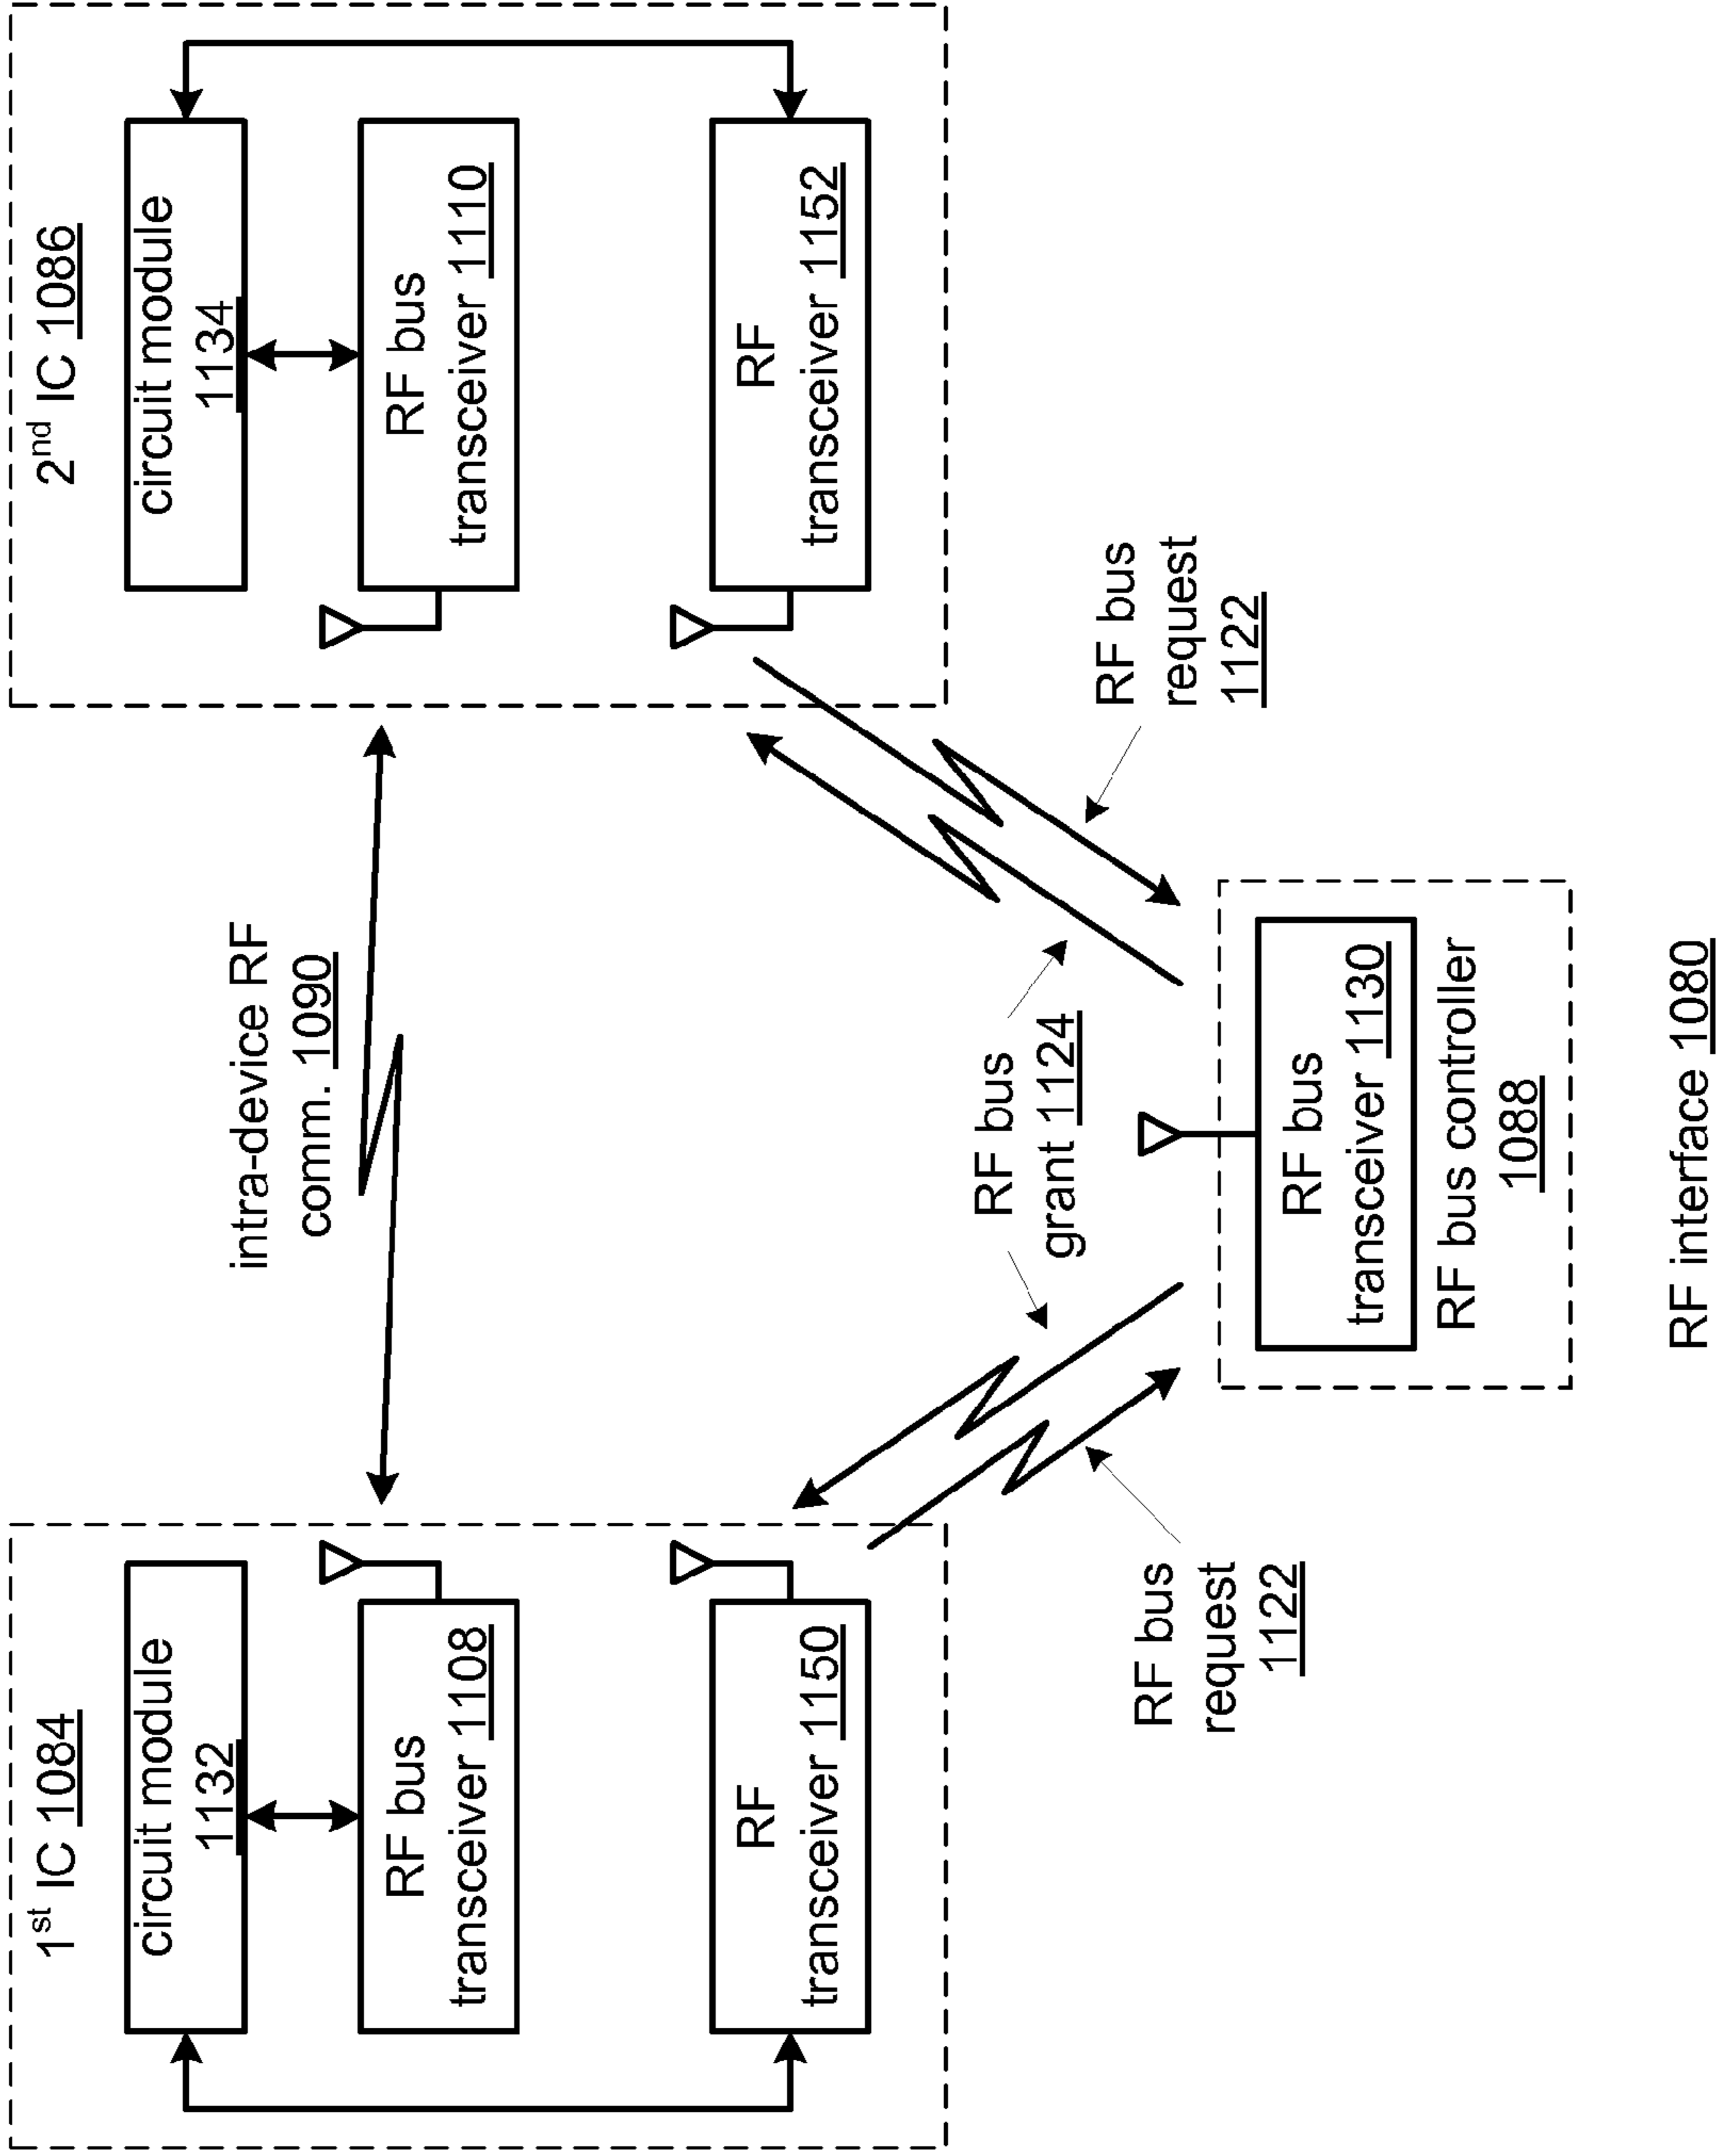 1st IC 1084
circuit module
1132
RF bus
transceiver 1108
RF
transceiver 1150
intra-device RF
comm. 1090
2nd IC 1086
circuit module
1134
RF bus
transceiver 1110
RF
transceiver 1152
RF bus
request
1122
RF bus
grant 1124
RF bus
request
1122
RF bus
transceiver 1130
RF bus controller
1088
RF interface 1080